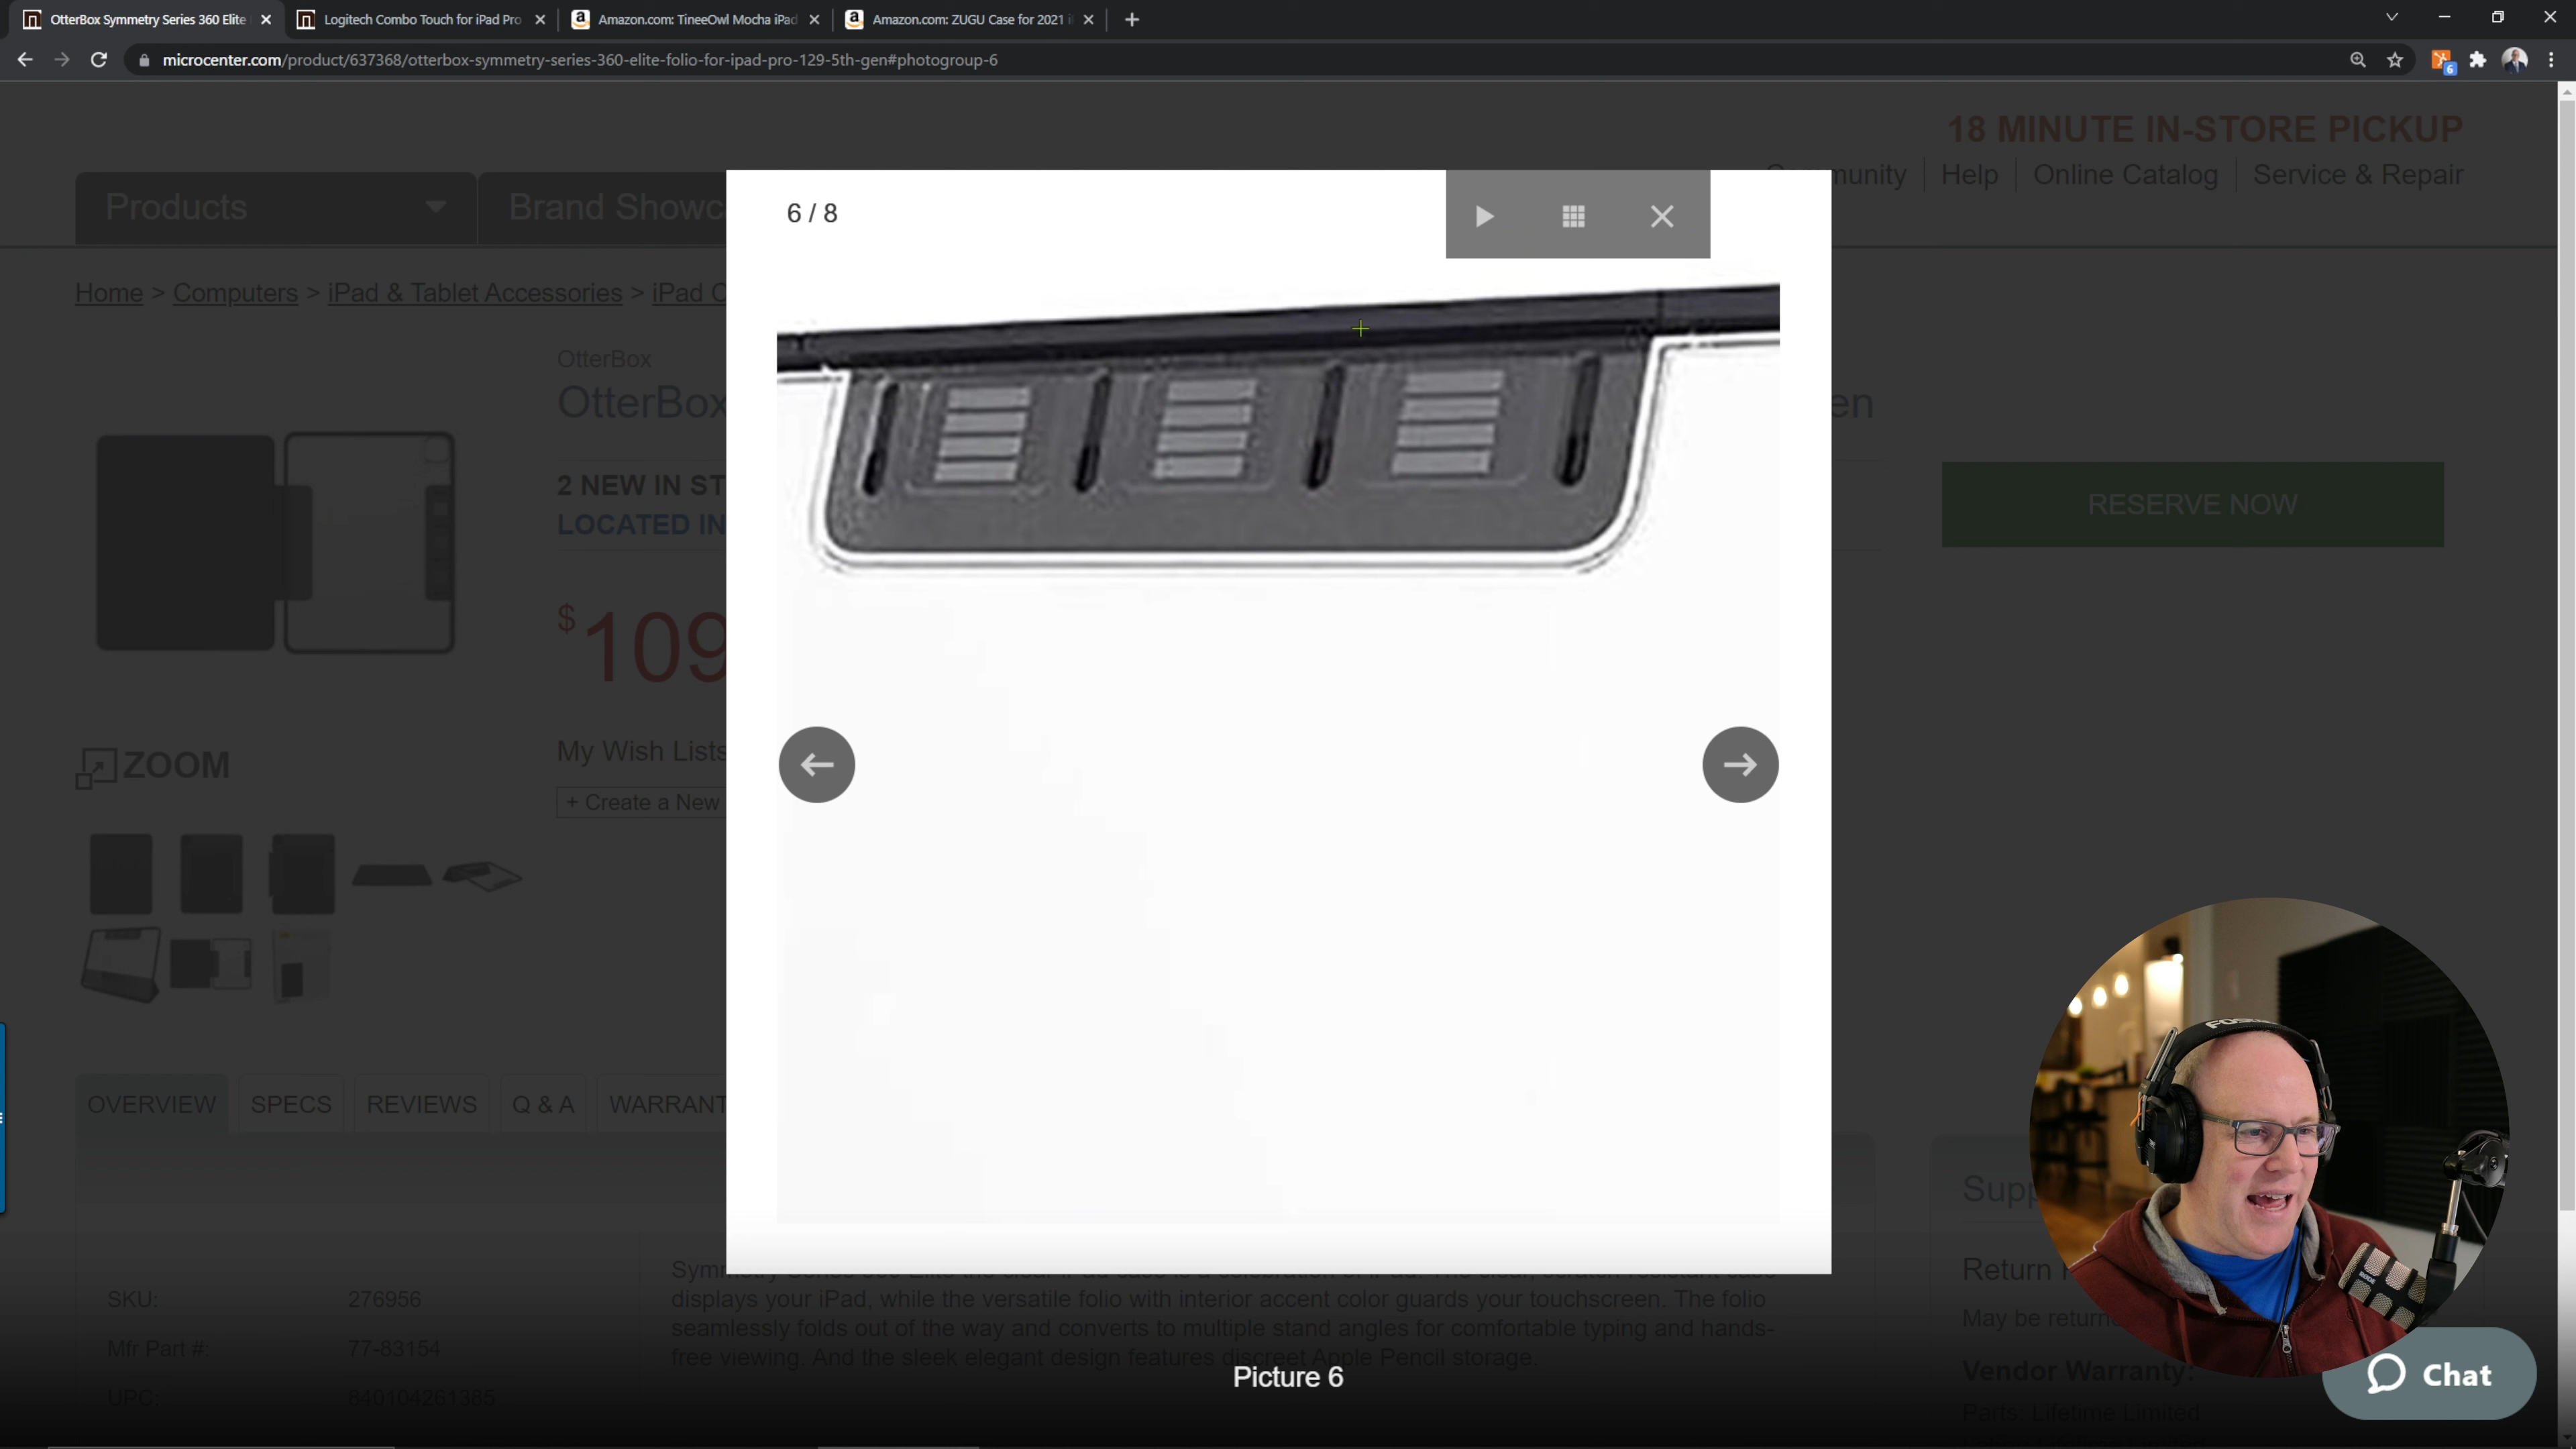 OtterBox Symmetry Series 360 Elite
Logitech Combo Touch for iPad Pro
Amazon.com: TineeOwl Mocha iPad
Amazon.com: ZUGU Case for 2021 i
microcenter.com/product/637368/otterbox-symmetry-series-360-elite-folio-for-ipad-pro-129-5th-gen#photogroup-6
6
18 MINUTE IN-STORE PICKUP
munity
Help
Online Catalog
Service & Repair
Products
Brand Showc
6 / 8
Home > Computers > iPad & Tablet Accessories > iPad C
OtterBox
OtterBox
en
2 NEW IN ST
LOCATED IN
RESERVE NOW
$109
My Wish Lists
+ Create a New
ZOOM
OVERVIEW
SPECS
REVIEWS
Q & A
WARRANT
Supp
Return
May be return
SKU: 276956
Mfr Part #: 77-83154
UPC: 840104261385
displays your iPad, while the versatile folio with interior accent color guards your touchscreen. The folio
seamlessly folds out of the way and converts to multiple stand angles for comfortable typing and hands-
free viewing. And the sleek elegant design features discreet Apple Pencil storage.
Picture 6
Vendor Warranty:
Parts: Lifetime Limited
Chat
RODE